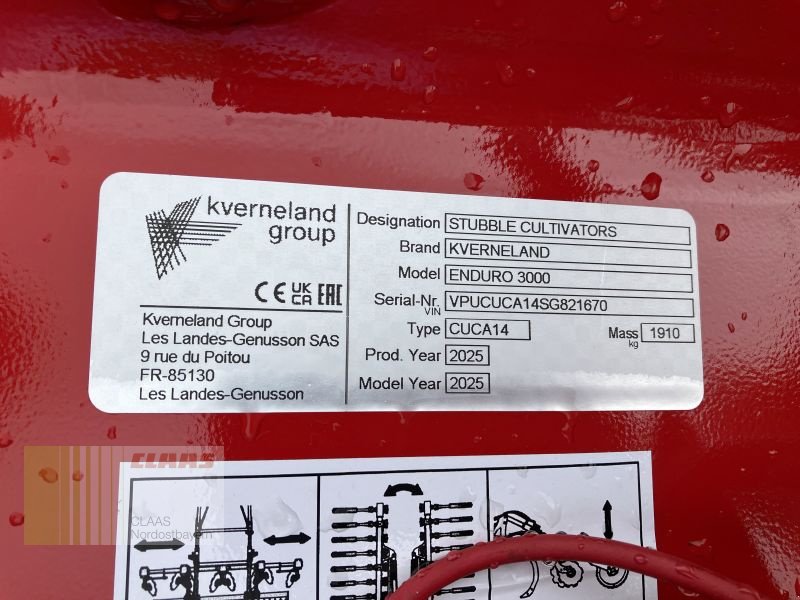 kverneland
group
CE UK CA EAC
Kverneland Group
Les Landes-Genusson SAS
9 rue du Poitou
FR-85130
Les Landes-Genusson
Designation STUBBLE CULTIVATORS
Brand KVERNELAND
Model ENDURO 3000
Serial-Nr. VPUCUCA14SG821670
VIN
Type CUCA14 Mass 1910
kg
Prod. Year 2025
Model Year 2025
CLAAS
CLAAS
Nordostbayern